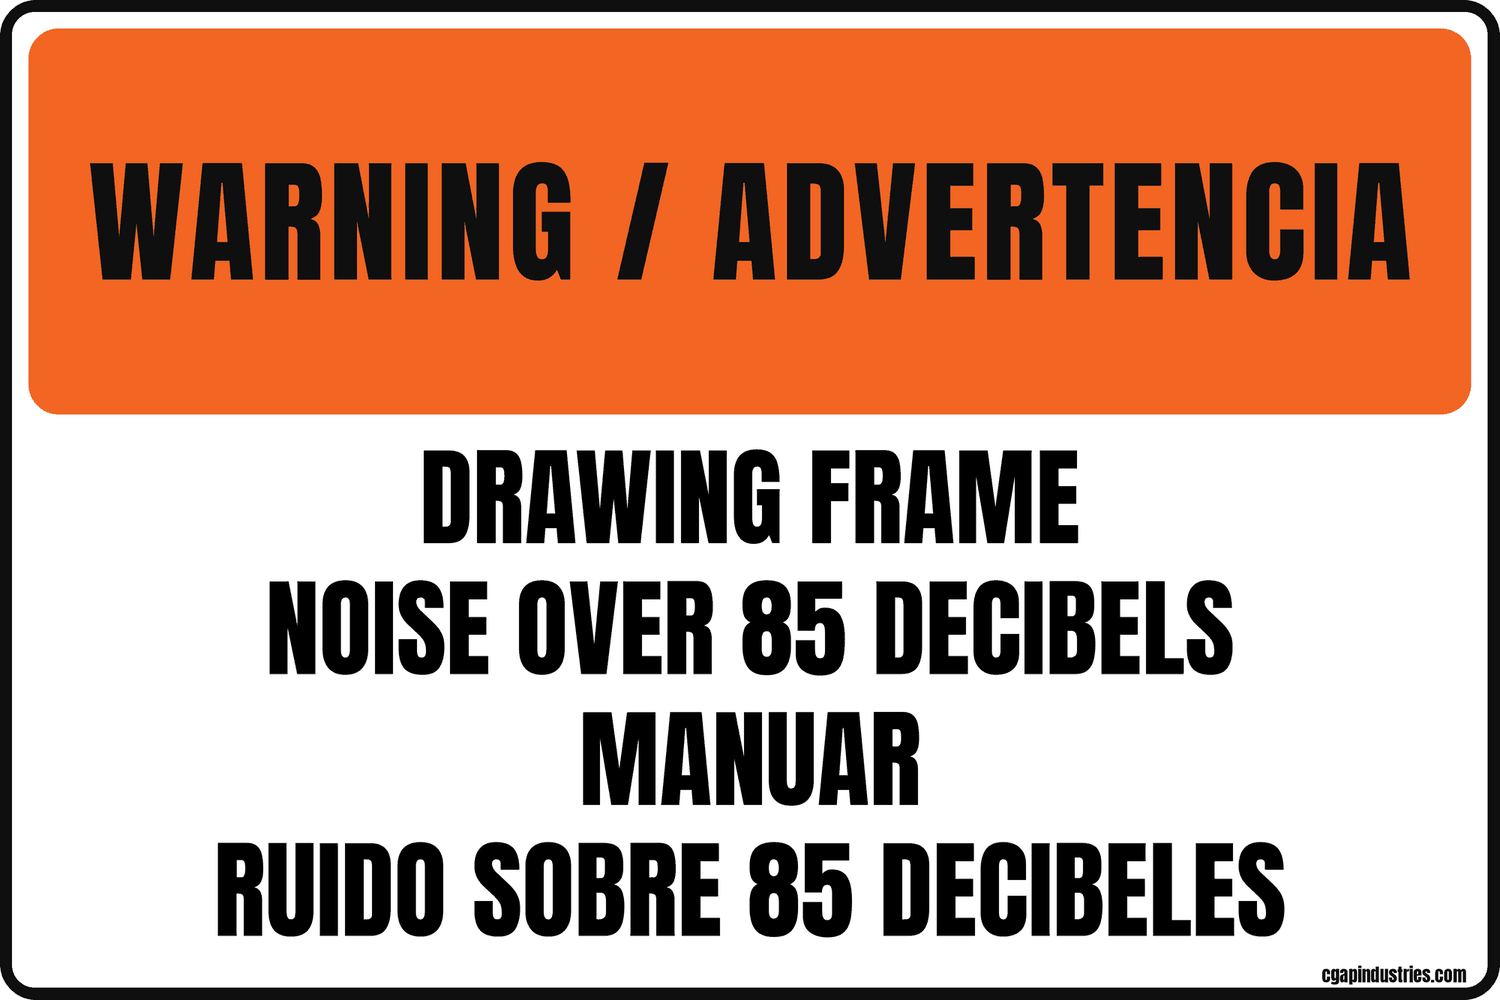 WARNING / ADVERTENCIA
DRAWING FRAME
NOISE OVER 85 DECIBELS
MANUAR
RUIDO SOBRE 85 DECIBELES
cgapindustries.com